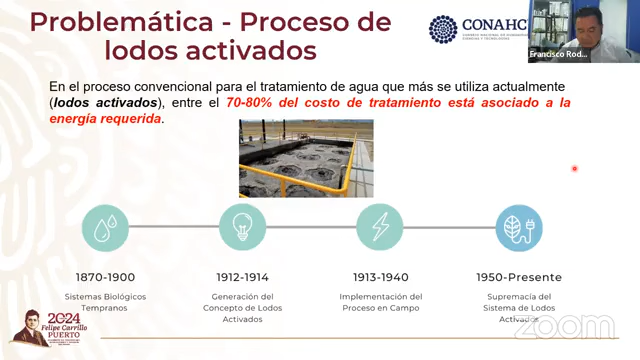 Problemática - Proceso de
lodos activados
CONAHC
Francisco Rod...
En el proceso convencional para el tratamiento de agua que más se utiliza actualmente
(lodos activados), entre el 70-80% del costo de tratamiento está asociado a la
energía requerida.
1870-1900
Sistemas Biológicos
Tempranos
1912-1914
Generación del
Concepto de Lodos
Activados
1913-1940
Implementación del
Proceso en Campo
1950-Presente
Supremacía del
Sistema de Lodos
Activados
2024
Felipe Carrillo
PUERTO
zoom